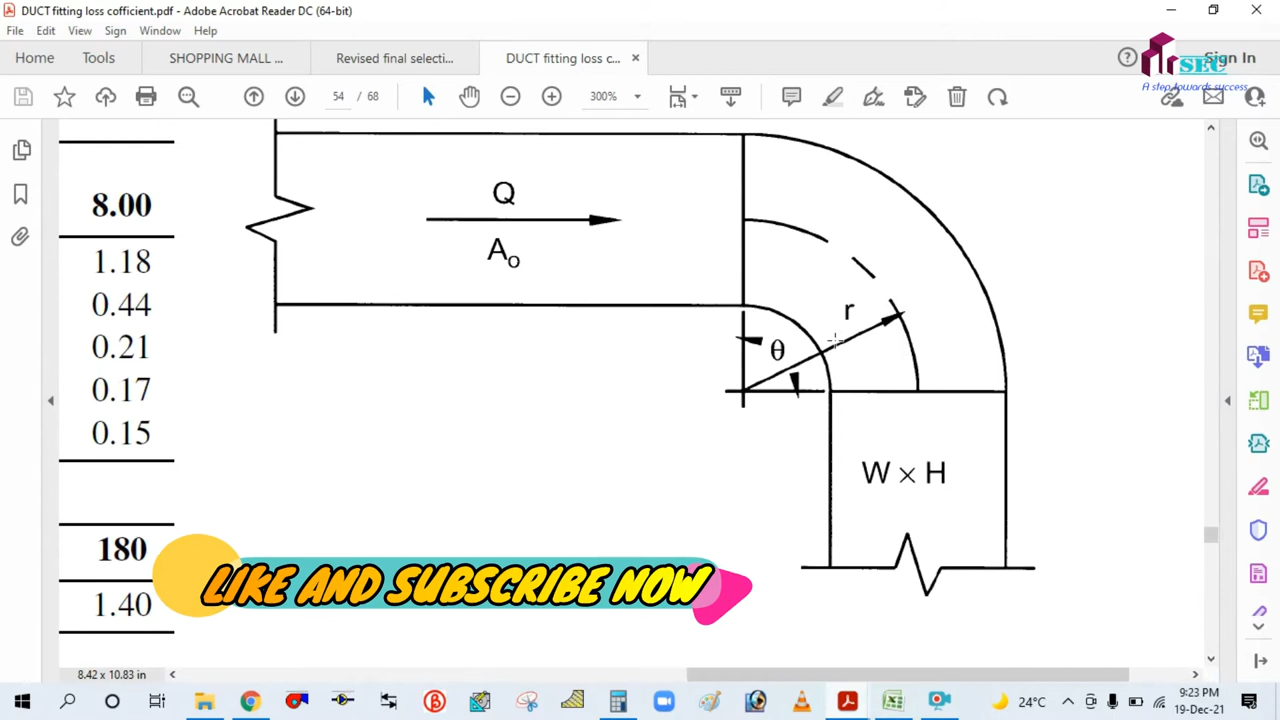 DUCT fitting loss cofficient.pdf - Adobe Acrobat Reader DC (64-bit)
File Edit View Sign Window Help
Home Tools SHOPPING MALL ... Revised final selecti... DUCT fitting loss c... Sign In
SEC
A step towards success
54 / 68 300%
8.00
1.18
0.44
0.21
0.17
0.15
180
1.40
Q
Ao
r
θ
W × H
LIKE AND SUBSCRIBE NOW
8.42 x 10.83 in
24°C
9:23 PM
19-Dec-21